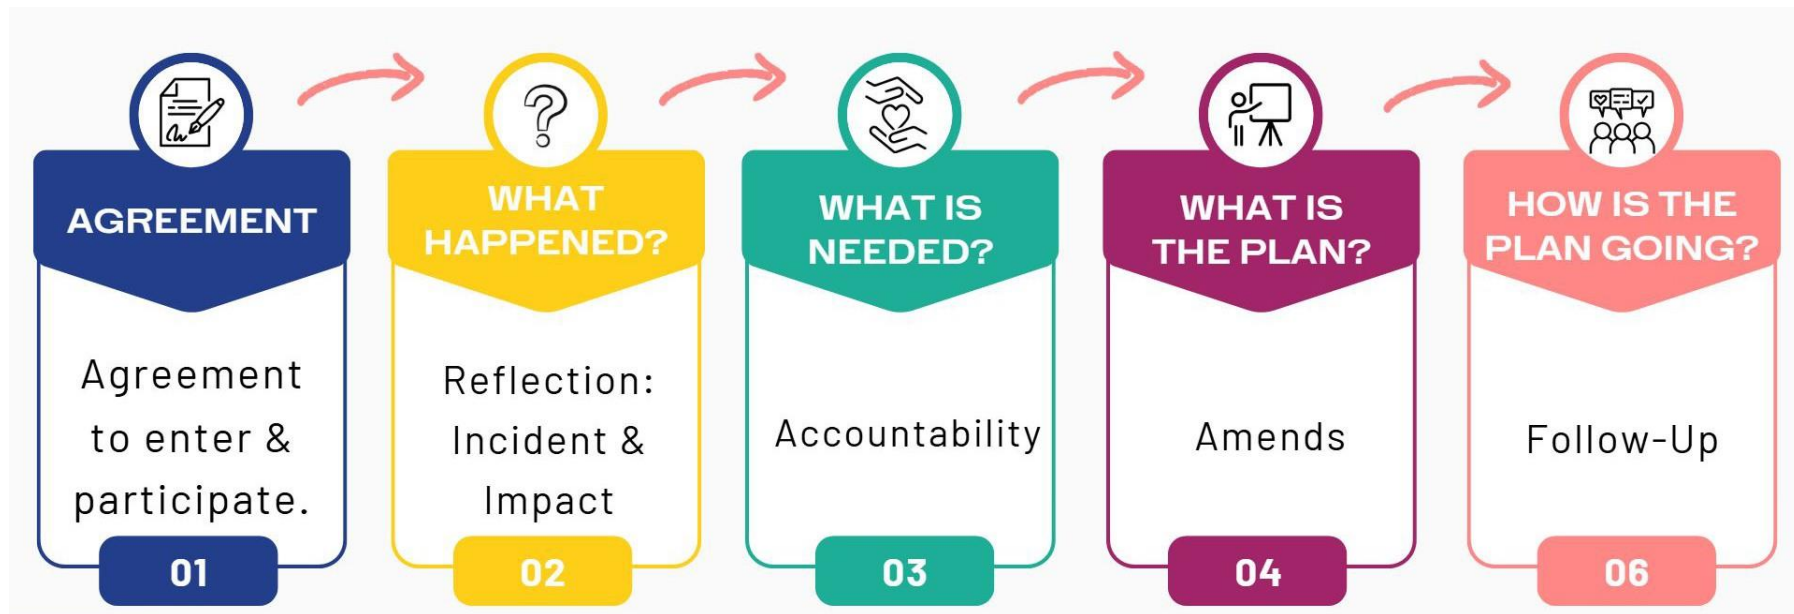 AGREEMENT
Agreement
to enter &
participate.
01
WHAT
HAPPENED?
Reflection:
Incident &
Impact
02
WHAT IS
NEEDED?
Accountability
03
WHAT IS
THE PLAN?
Amends
04
HOW IS THE
PLAN GOING?
Follow-Up
06